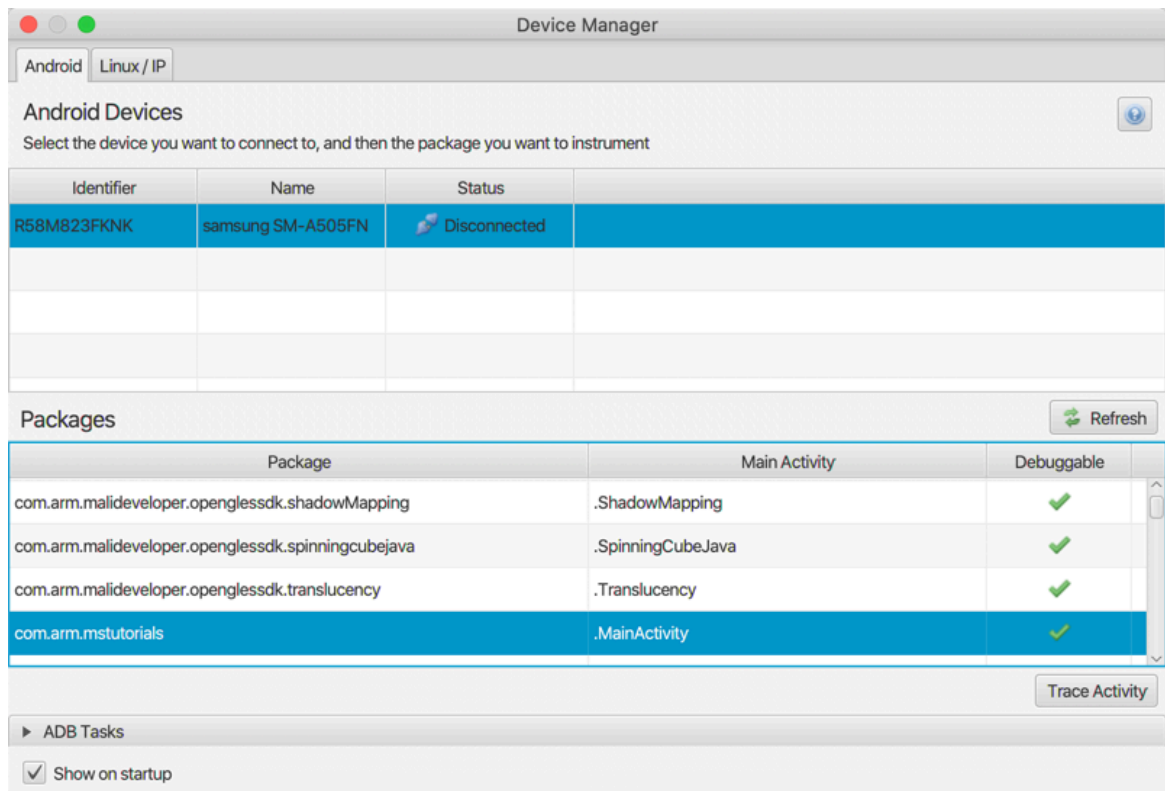 Device Manager
Android Linux / IP
Android Devices
Select the device you want to connect to, and then the package you want to instrument
Identifier Name Status
R58M823FKNK samsung SM-A505FN Disconnected
Packages Refresh
Package Main Activity Debuggable
com.arm.malideveloper.openglessdk.shadowMapping .ShadowMapping
com.arm.malideveloper.openglessdk.spinningcubejava .SpinningCubeJava
com.arm.malideveloper.openglessdk.translucency .Translucency
com.arm.mstutorials .MainActivity
Trace Activity
ADB Tasks
Show on startup